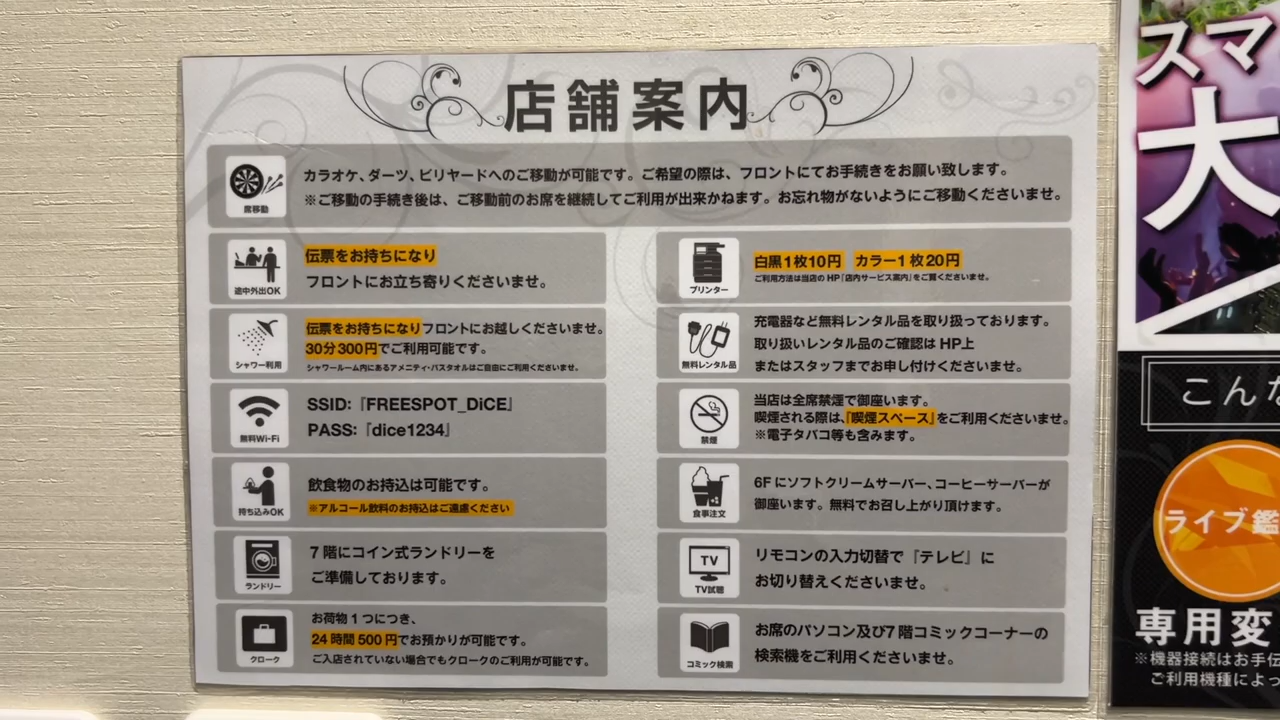 店舗案内
席移動
カラオケ、ダーツ、ビリヤードへのご移動が可能です。ご希望の際は、フロントにてお手続きをお願い致します。
※ご移動の手続き後は、ご移動前のお席を継続してご利用が出来かねます。お忘れ物がないようにご移動くださいませ。
途中外出OK
伝票をお持ちになり
フロントにお立ち寄りくださいませ。
シャワー利用
伝票をお持ちになりフロントにお越しくださいませ。
30分300円でご利用可能です。
シャワールーム内にあるアメニティ・バスタオルはご自由にご利用くださいませ。
無料Wi-Fi
SSID:『FREESPOT_DiCE』
PASS:『dice1234』
持ち込みOK
飲食物のお持込は可能です。
※アルコール飲料のお持込はご遠慮ください
ランドリー
7階にコイン式ランドリーを
ご準備しております。
クローク
お荷物1つにつき、
24時間500円でお預かりが可能です。
ご入店されていない場合でもクロークのご利用が可能です。
プリンター
白黒1枚10円 カラー1枚20円
ご利用方法は当店のHP『店内サービス案内』をご覧くださいませ。
無料レンタル品
充電器など無料レンタル品を取り扱っております。
取り扱いレンタル品のご確認はHP上
またはスタッフまでお申し付けくださいませ。
禁煙
当店は全席禁煙で御座います。
喫煙される際は、『喫煙スペース』をご利用くださいませ。
※電子タバコ等も含みます。
食事注文
6Fにソフトクリームサーバー、コーヒーサーバーが
御座います。無料でお召し上がり頂けます。
TV
TV試聴
リモコンの入力切替で『テレビ』に
お切り替えくださいませ。
コミック検索
お席のパソコン及び7階コミックコーナーの
検索機をご利用くださいませ。
スマ
大
こんな
ライブ鑑
専用変
※機器接続はお手伝
ご利用機種によっ